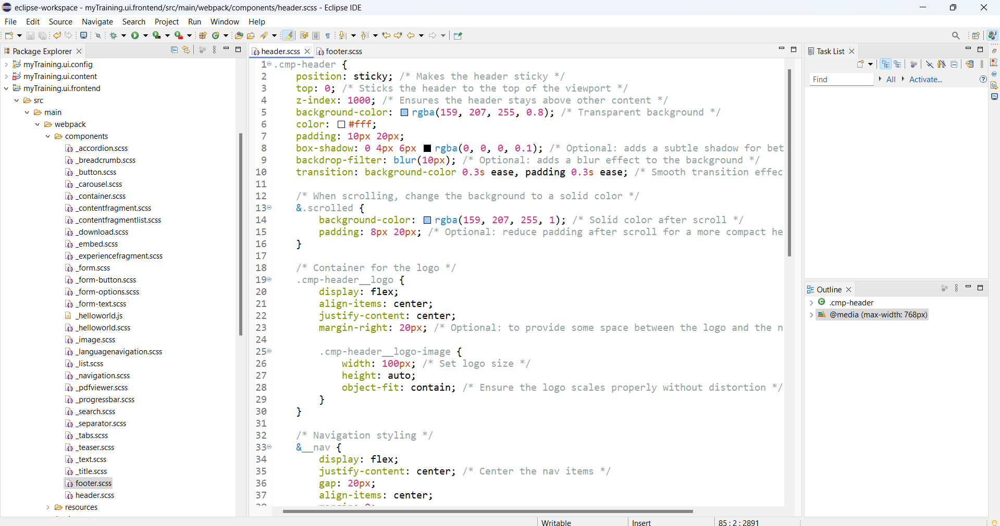 eclipse-workspace - myTraining.ui.frontend/src/main/webpack/components/header.scss - Eclipse IDE
File Edit Source Navigate Search Project Run Window Help
Package Explorer
myTraining.ui.config
myTraining.ui.content
myTraining.ui.frontend
src
main
webpack
components
_accordion.scss
_breadcrumb.scss
_button.scss
_carousel.scss
_container.scss
_contentfragment.scss
_contentfragmentlist.scss
_download.scss
_embed.scss
_experiencefragment.scss
_form.scss
_form-button.scss
_form-options.scss
_form-text.scss
_helloworld.js
_helloworld.scss
_image.scss
_languagenavigation.scss
_list.scss
_navigation.scss
_pdfviewer.scss
_progressbar.scss
_search.scss
_separator.scss
_tabs.scss
_teaser.scss
_text.scss
_title.scss
footer.scss
header.scss
resources
header.scss footer.scss
1 .cmp-header {
2 position: sticky; /* Makes the header sticky */
3 top: 0; /* Sticks the header to the top of the viewport */
4 z-index: 1000; /* Ensures the header stays above other content */
5 background-color: rgba(159, 207, 255, 0.8); /* Transparent background */
6 color: #fff;
7 padding: 10px 20px;
8 box-shadow: 0 4px 6px rgba(0, 0, 0, 0.1); /* Optional: adds a subtle shadow for bet
9 backdrop-filter: blur(10px); /* Optional: adds a blur effect to the background */
10 transition: background-color 0.3s ease, padding 0.3s ease; /* Smooth transition effec
11
12 /* When scrolling, change the background to a solid color */
13 &.scrolled {
14 background-color: rgba(159, 207, 255, 1); /* Solid color after scroll */
15 padding: 8px 20px; /* Optional: reduce padding after scroll for a more compact he
16 }
17
18 /* Container for the logo */
19 .cmp-header__logo {
20 display: flex;
21 align-items: center;
22 justify-content: center;
23 margin-right: 20px; /* Optional: to provide some space between the logo and the n
24
25 .cmp-header__logo-image {
26 width: 100px; /* Set logo size */
27 height: auto;
28 object-fit: contain; /* Ensure the logo scales properly without distortion */
29 }
30 }
31
32 /* Navigation styling */
33 &__nav {
34 display: flex;
35 justify-content: center; /* Center the nav items */
36 gap: 20px;
37 align-items: center;
Task List
Find All Activate...
Outline
.cmp-header
@media (max-width: 768px)
Writable Insert 85 : 2 : 2891